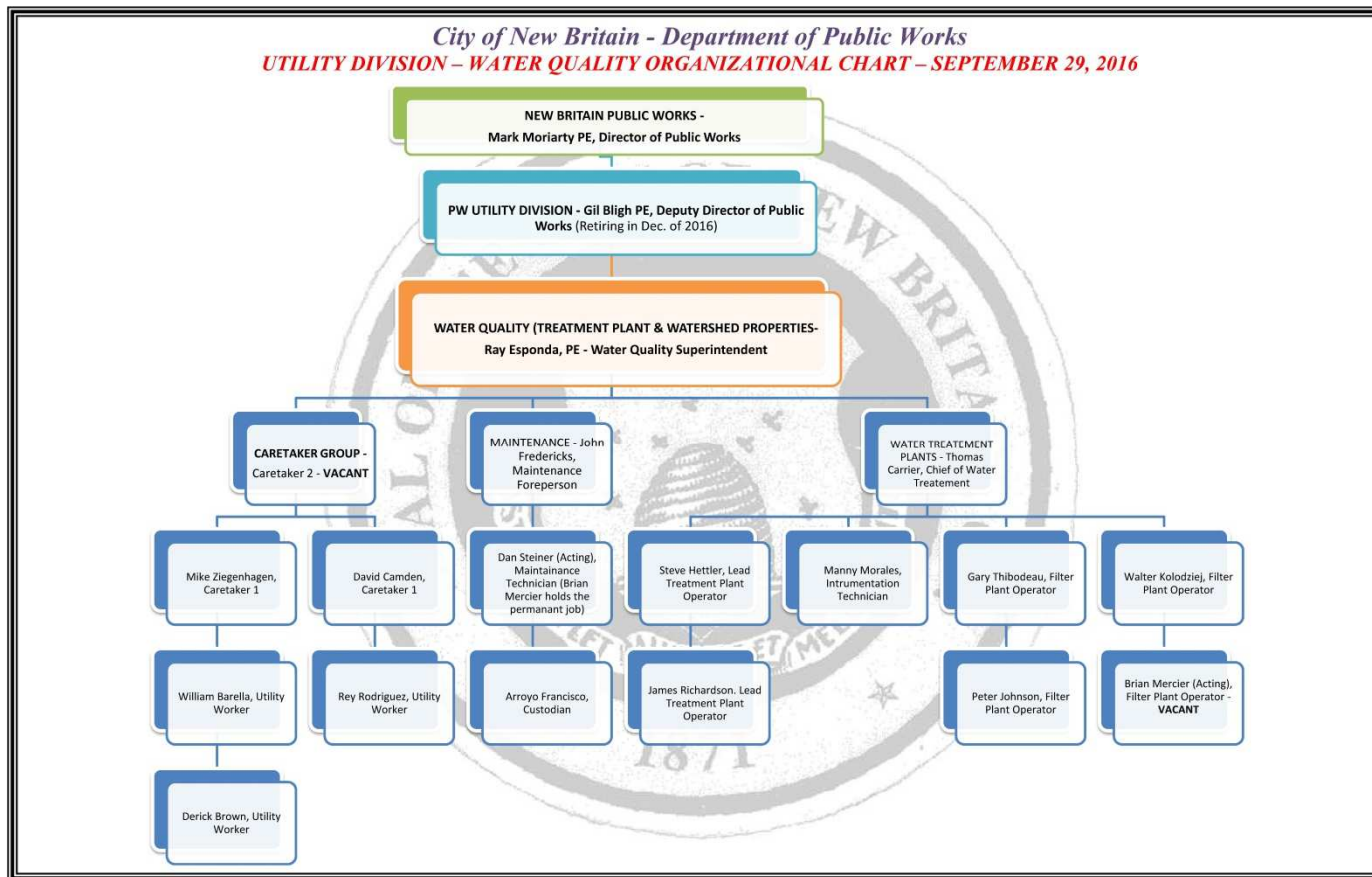 City of New Britain - Department of Public Works
UTILITY DIVISION – WATER QUALITY ORGANIZATIONAL CHART – SEPTEMBER 29, 2016
NEW BRITAIN PUBLIC WORKS -
Mark Moriarty PE, Director of Public Works
PW UTILITY DIVISION - Gil Bligh PE, Deputy Director of Public
Works (Retiring in Dec. of 2016)
WATER QUALITY (TREATMENT PLANT & WATERSHED PROPERTIES-
Ray Esponda, PE - Water Quality Superintendent
CARETAKER GROUP -
Caretaker 2 - VACANT
MAINTENANCE - John
Fredericks,
Maintenance
Foreperson
WATER TREATEMENT
PLANTS - Thomas
Carrier, Chief of Water
Treatement
Mike Ziegenhagen,
Caretaker 1
David Camden,
Caretaker 1
Dan Steiner (Acting),
Maintainance
Technician (Brian
Mercier holds the
permanant job)
Steve Hettler, Lead
Treatment Plant
Operator
Manny Morales,
Intrumentation
Technician
Gary Thibodeau, Filter
Plant Operator
Walter Kolodziej, Filter
Plant Operator
William Barella, Utility
Worker
Rey Rodriguez, Utility
Worker
Arroyo Francisco,
Custodian
James Richardson. Lead
Treatment Plant
Operator
Peter Johnson, Filter
Plant Operator
Brian Mercier (Acting),
Filter Plant Operator -
VACANT
Derick Brown, Utility
Worker
NEW BRITAIN
1871